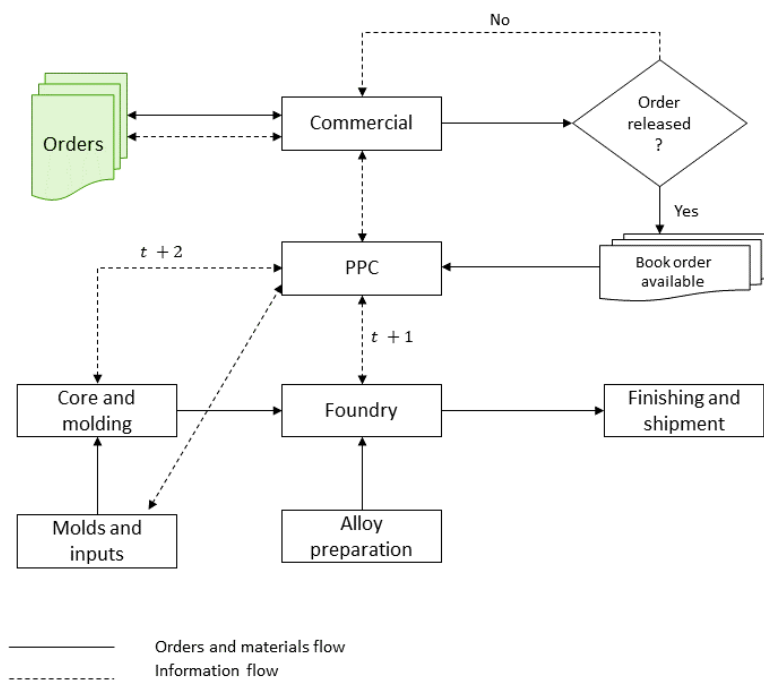 No
Orders
Commercial
Order
released
?
Yes
t + 2
PPC
Book order
available
t + 1
Core and
molding
Foundry
Finishing and
shipment
Molds and
inputs
Alloy
preparation
Orders and materials flow
Information flow